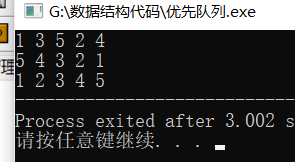 G:\数据结构代码\优先队列.exe
1 3 5 2 4
5 4 3 2 1
理
1 2 3 4 5
--------------------------------
Process exited after 3.002 s
请按任意键继续. . .